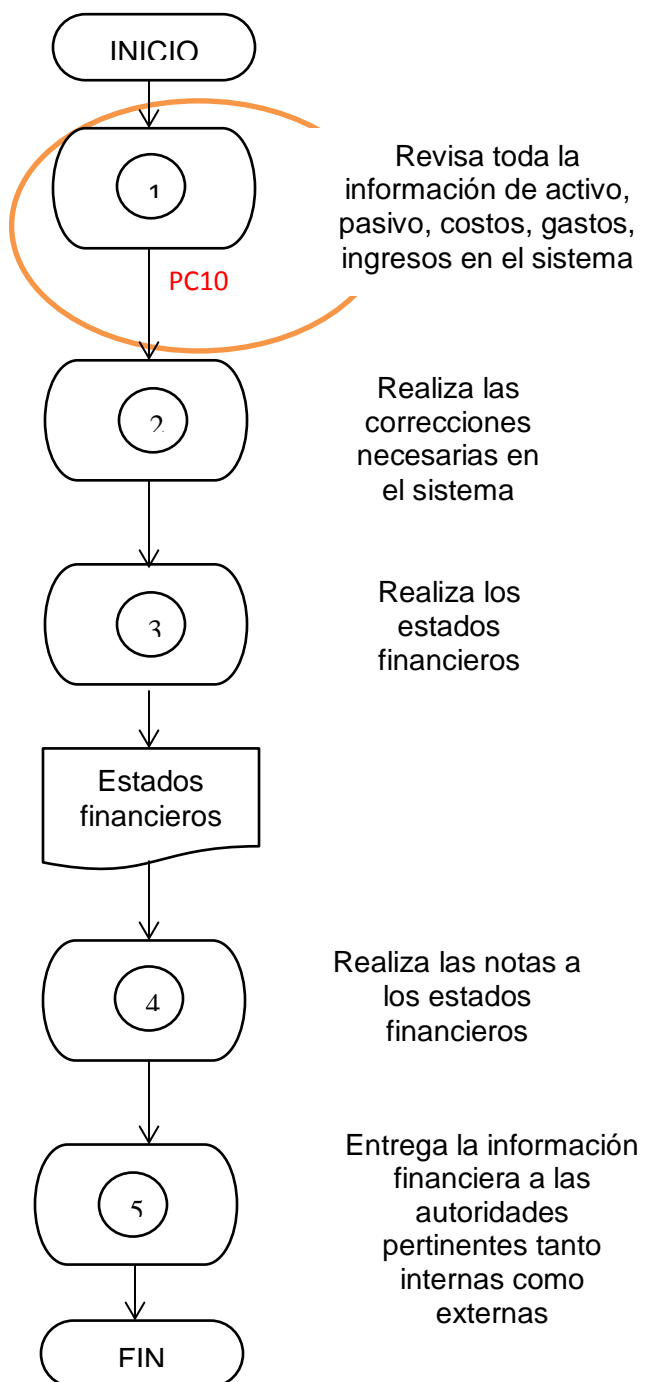 INICIO
1
Revisa toda la
información de activo,
pasivo, costos, gastos,
ingresos en el sistema
PC10
2
Realiza las
correcciones
necesarias en
el sistema
3
Realiza los
estados
financieros
Estados
financieros
4
Realiza las notas a
los estados
financieros
5
Entrega la información
financiera a las
autoridades
pertinentes tanto
internas como
externas
FIN